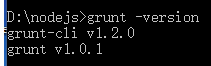 D:\nodejs>grunt -version
grunt-cli v1.2.0
grunt v1.0.1